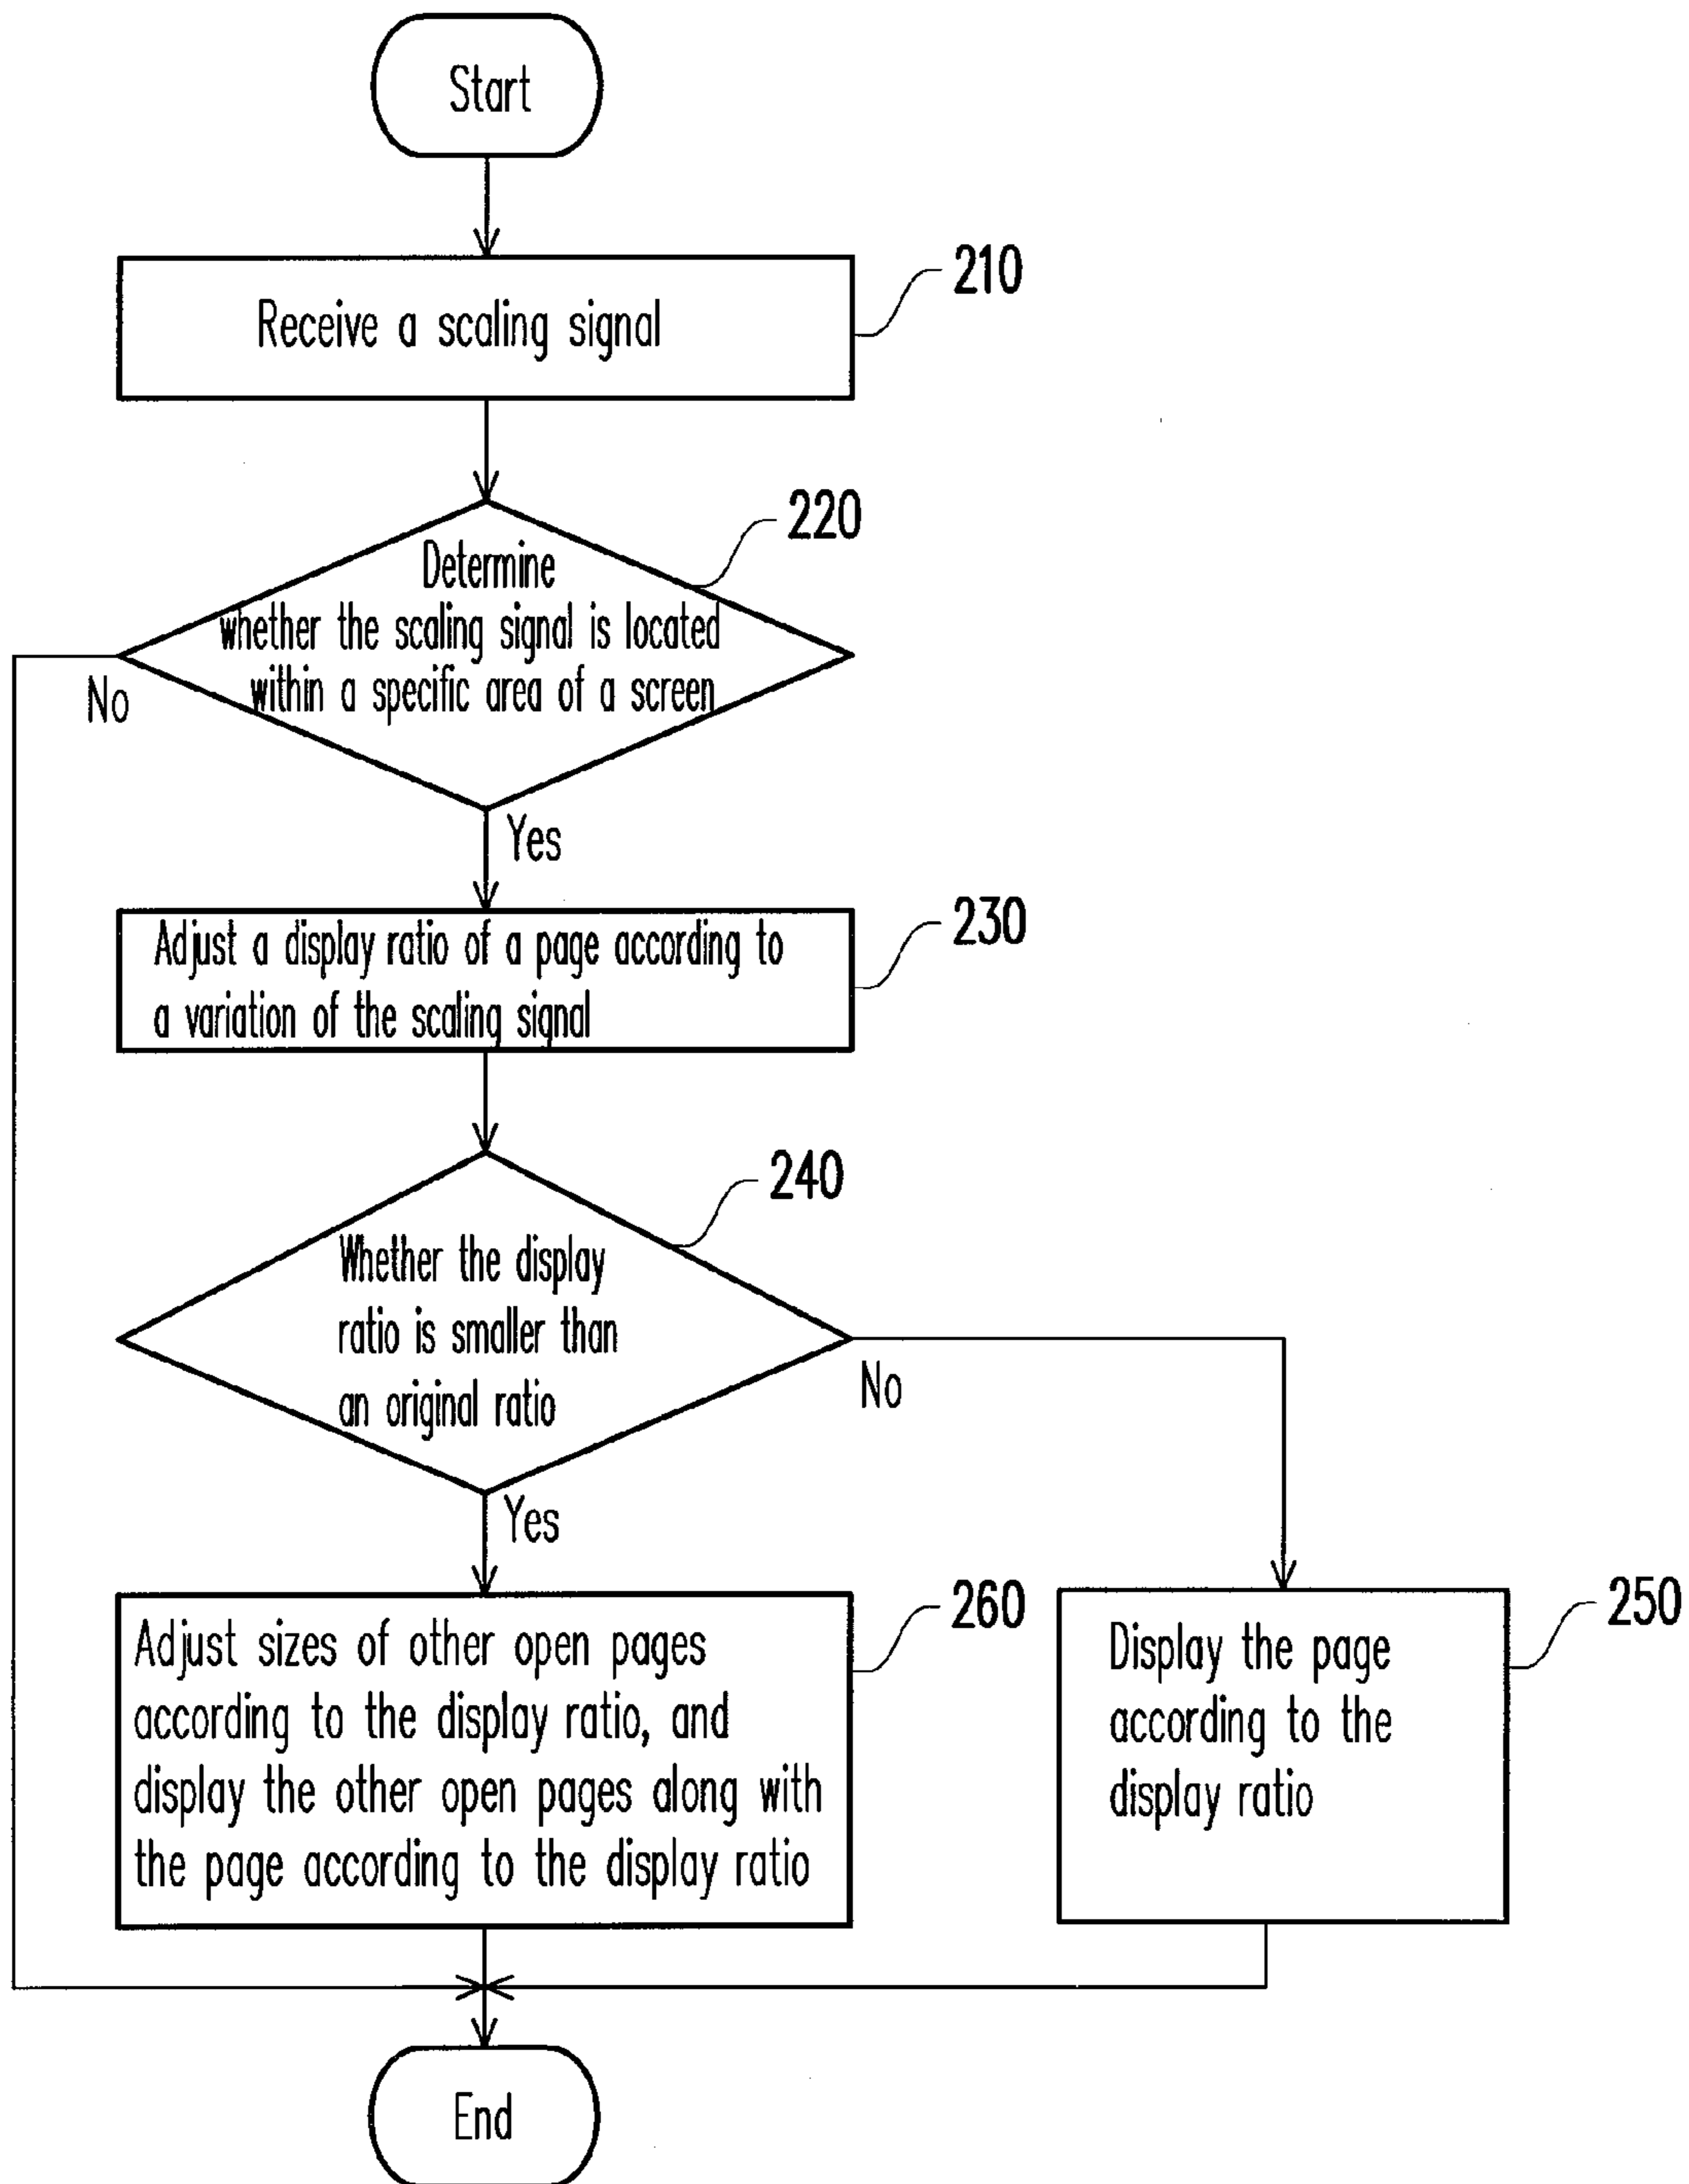 Start
Receive a scaling signal
210
Determine
whether the scaling signal is located
within a specific area of a screen
220
No
Yes
Adjust a display ratio of a page according to
a variation of the scaling signal
230
Whether the display
ratio is smaller than
an original ratio
240
No
Yes
Adjust sizes of other open pages
according to the display ratio, and
display the other open pages along with
the page according to the display ratio
260
Display the page
according to the
display ratio
250
End